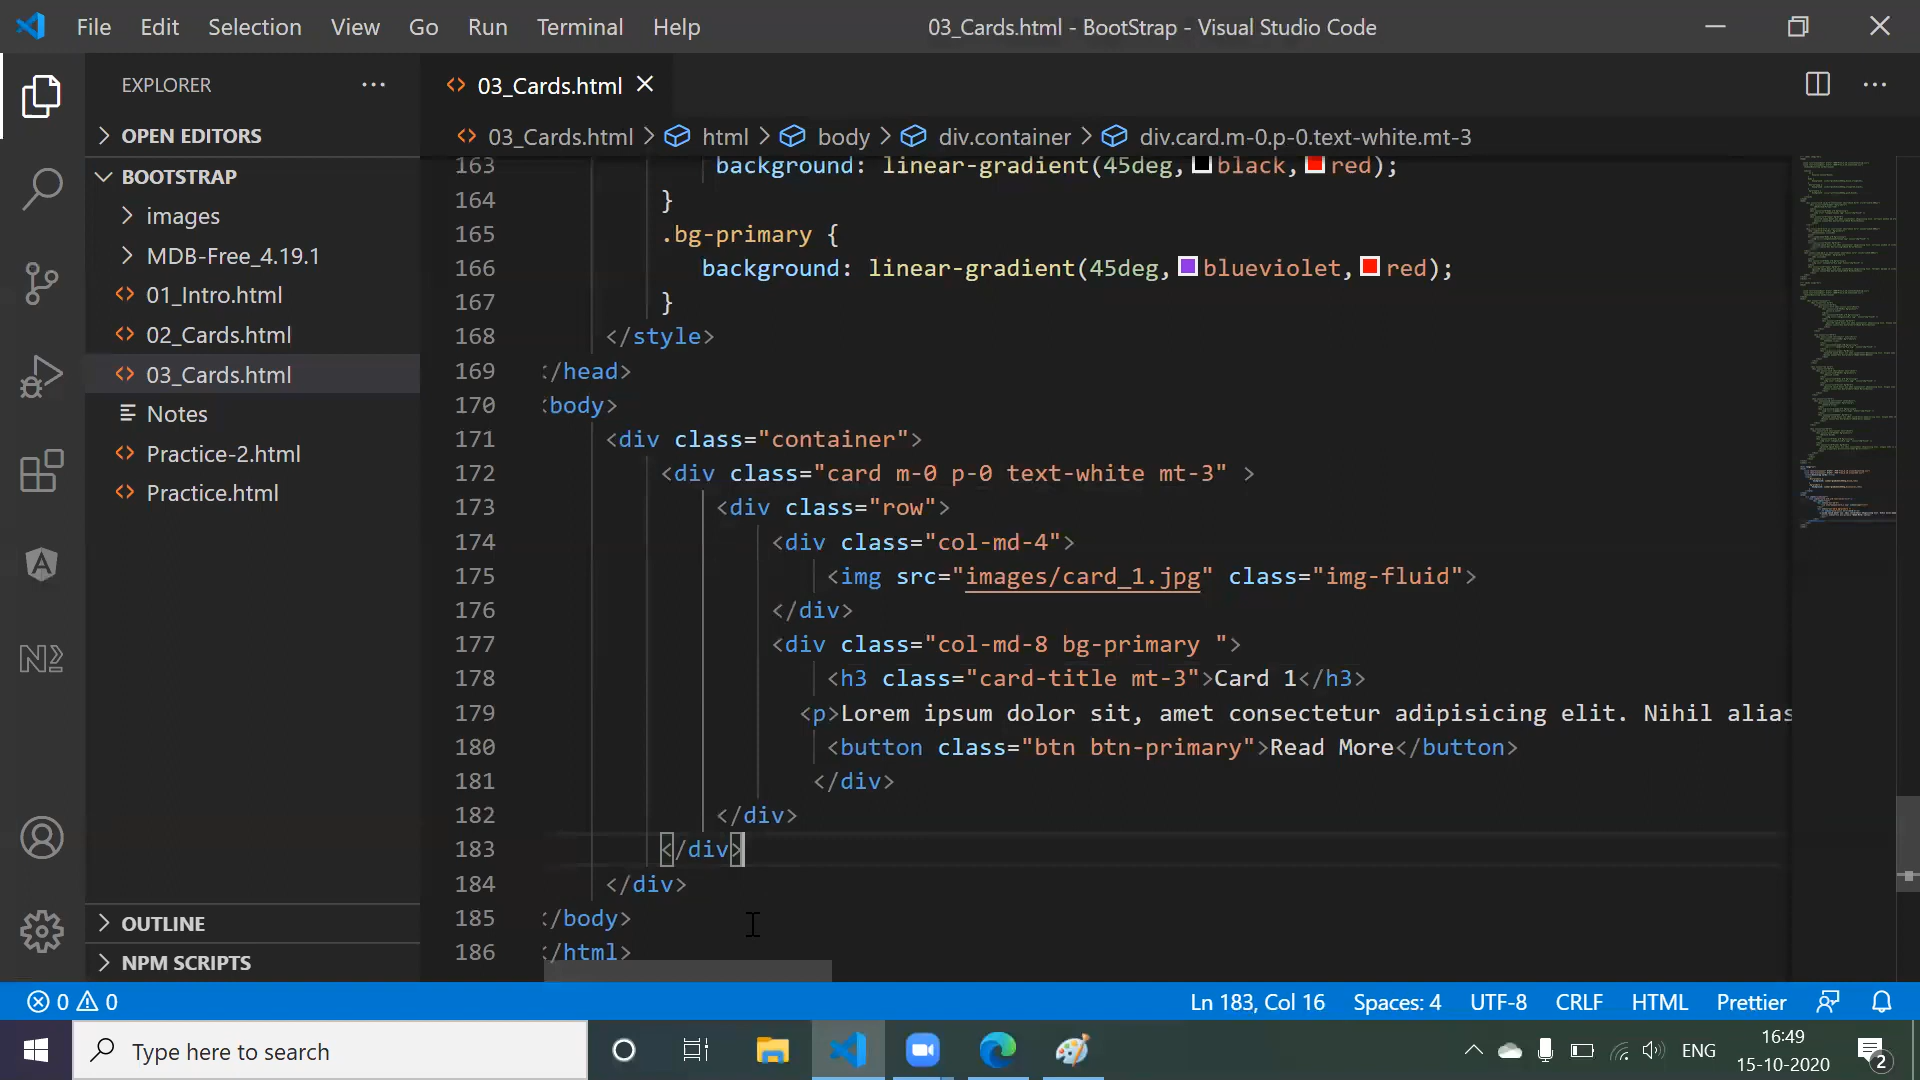 File Edit Selection View Go Run Terminal Help 03_Cards.html - BootStrap - Visual Studio Code
EXPLORER
OPEN EDITORS
BOOTSTRAP
images
MDB-Free_4.19.1
01_Intro.html
02_Cards.html
03_Cards.html
Notes
Practice-2.html
Practice.html
OUTLINE
NPM SCRIPTS
03_Cards.html
03_Cards.html > html > body > div.container > div.card.m-0.p-0.text-white.mt-3
163 background: linear-gradient(45deg,black,red);
164 }
165 .bg-primary {
166 background: linear-gradient(45deg,blueviolet,red);
167 }
168 </style>
169 </head>
170 <body>
171 <div class="container">
172 <div class="card m-0 p-0 text-white mt-3" >
173 <div class="row">
174 <div class="col-md-4">
175 <img src="images/card_1.jpg" class="img-fluid">
176 </div>
177 <div class="col-md-8 bg-primary ">
178 <h3 class="card-title mt-3">Card 1</h3>
179 <p>Lorem ipsum dolor sit, amet consectetur adipisicing elit. Nihil alias
180 <button class="btn btn-primary">Read More</button>
181 </div>
182 </div>
183 </div>
184 </div>
185 </body>
186 </html>
0 0 Ln 183, Col 16 Spaces: 4 UTF-8 CRLF HTML Prettier
Type here to search
ENG
16:49
15-10-2020
2